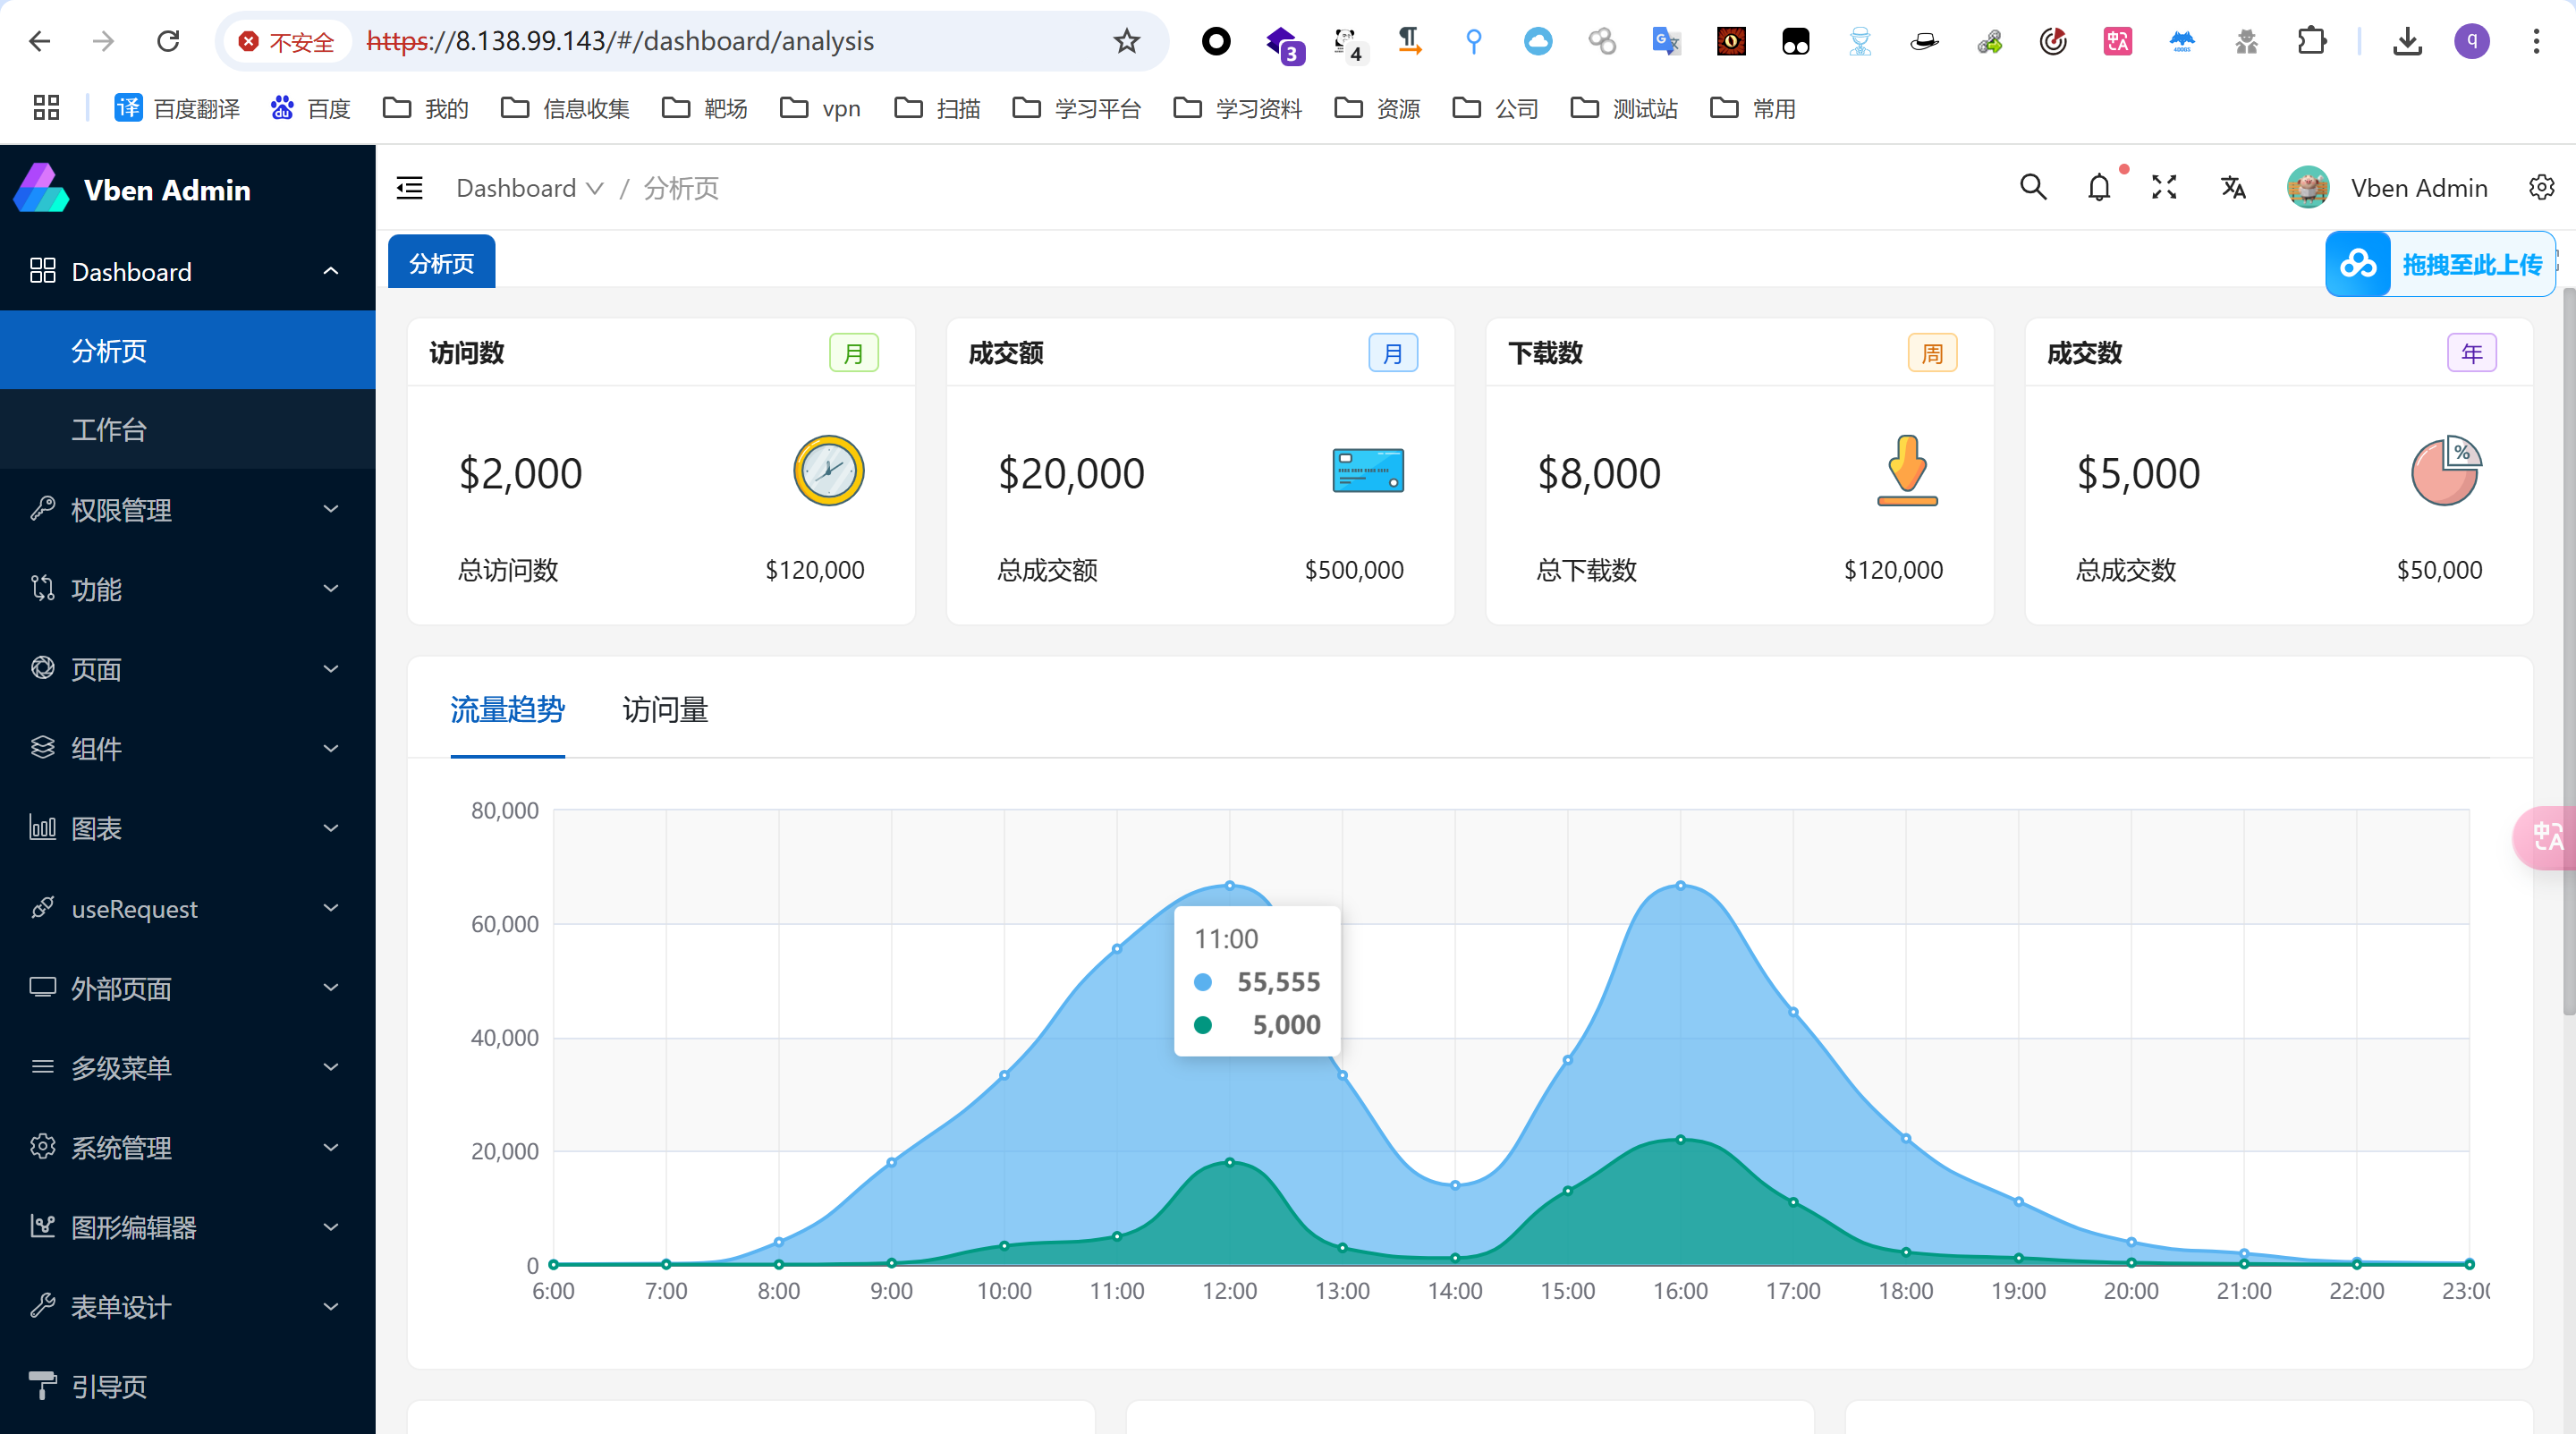 不安全 https://8.138.99.143/#/dashboard/analysis
3
4
q
百度翻译 百度 我的 信息收集 靶场 vpn 扫描 学习平台 学习资料 资源 公司 测试站 常用
Vben Admin
Dashboard / 分析页
Vben Admin
Dashboard
分析页
工作台
权限管理
功能
页面
组件
图表
useRequest
外部页面
多级菜单
系统管理
图形编辑器
表单设计
引导页
分析页
拖拽至此上传
访问数 月
$2,000
总访问数 $120,000
成交额 月
$20,000
总成交额 $500,000
下载数 周
$8,000
总下载数 $120,000
成交数 年
%
$5,000
总成交数 $50,000
流量趋势 访问量
80,000
60,000
40,000
20,000
0
11:00
55,555
5,000
6:00 7:00 8:00 9:00 10:00 11:00 12:00 13:00 14:00 15:00 16:00 17:00 18:00 19:00 20:00 21:00 22:00 23:00
中A